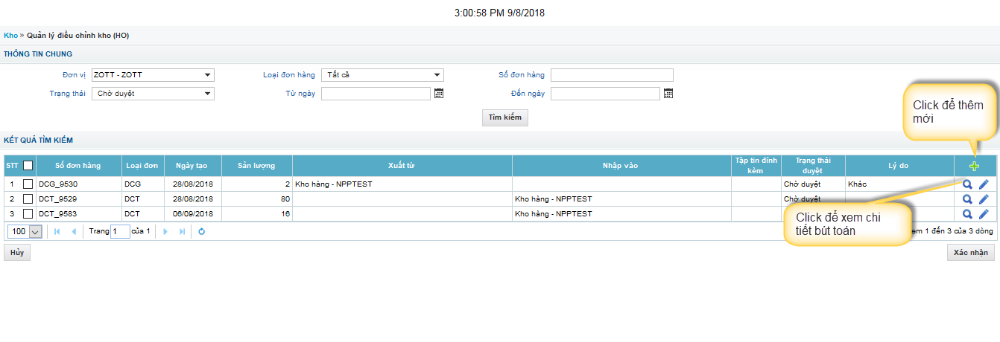 3:00:58 PM 9/8/2018
Kho » Quản lý điều chỉnh kho (HO)
THÔNG TIN CHUNG
Đơn vị ZOTT - ZOTT Loại đơn hàng Tất cả Số đơn hàng
Trạng thái Chờ duyệt Từ ngày Đến ngày
Click để thêm
mới
Tìm kiếm
KẾT QUẢ TÌM KIẾM
STT Số đơn hàng Loại đơn Ngày tạo Sản lượng Xuất từ Nhập vào Tập tin đính kèm Trạng thái duyệt Lý do
1 DCG_9530 DCG 28/08/2018 2 Kho hàng - NPPTEST Chờ duyệt Khác
2 DCT_9529 DCT 28/08/2018 80 Kho hàng - NPPTEST Chờ duyệt
3 DCT_9583 DCT 06/09/2018 16 Kho hàng - NPPTEST
Click để xem chi
tiết bút toán
100 Trang 1 của 1 1 đến 3 của 3 dòng
Hủy Xác nhận